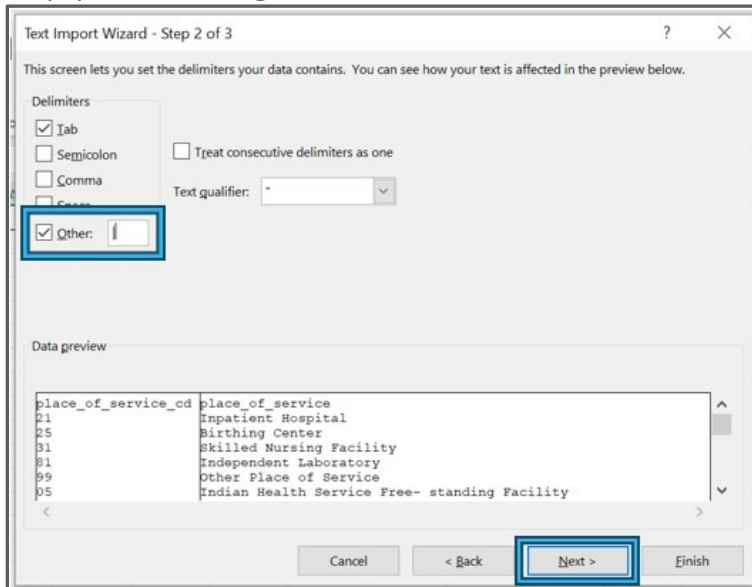 Text Import Wizard - Step 2 of 3 ? ×
This screen lets you set the delimiters your data contains. You can see how your text is affected in the preview below.
Delimiters
Tab
Semicolon
Comma
Space
Other: |
Treat consecutive delimiters as one
Text qualifier: "
Data preview
place_of_service_cd place_of_service
21 Inpatient Hospital
25 Birthing Center
31 Skilled Nursing Facility
81 Independent Laboratory
99 Other Place of Service
05 Indian Health Service Free- standing Facility
Cancel < Back Next > Finish